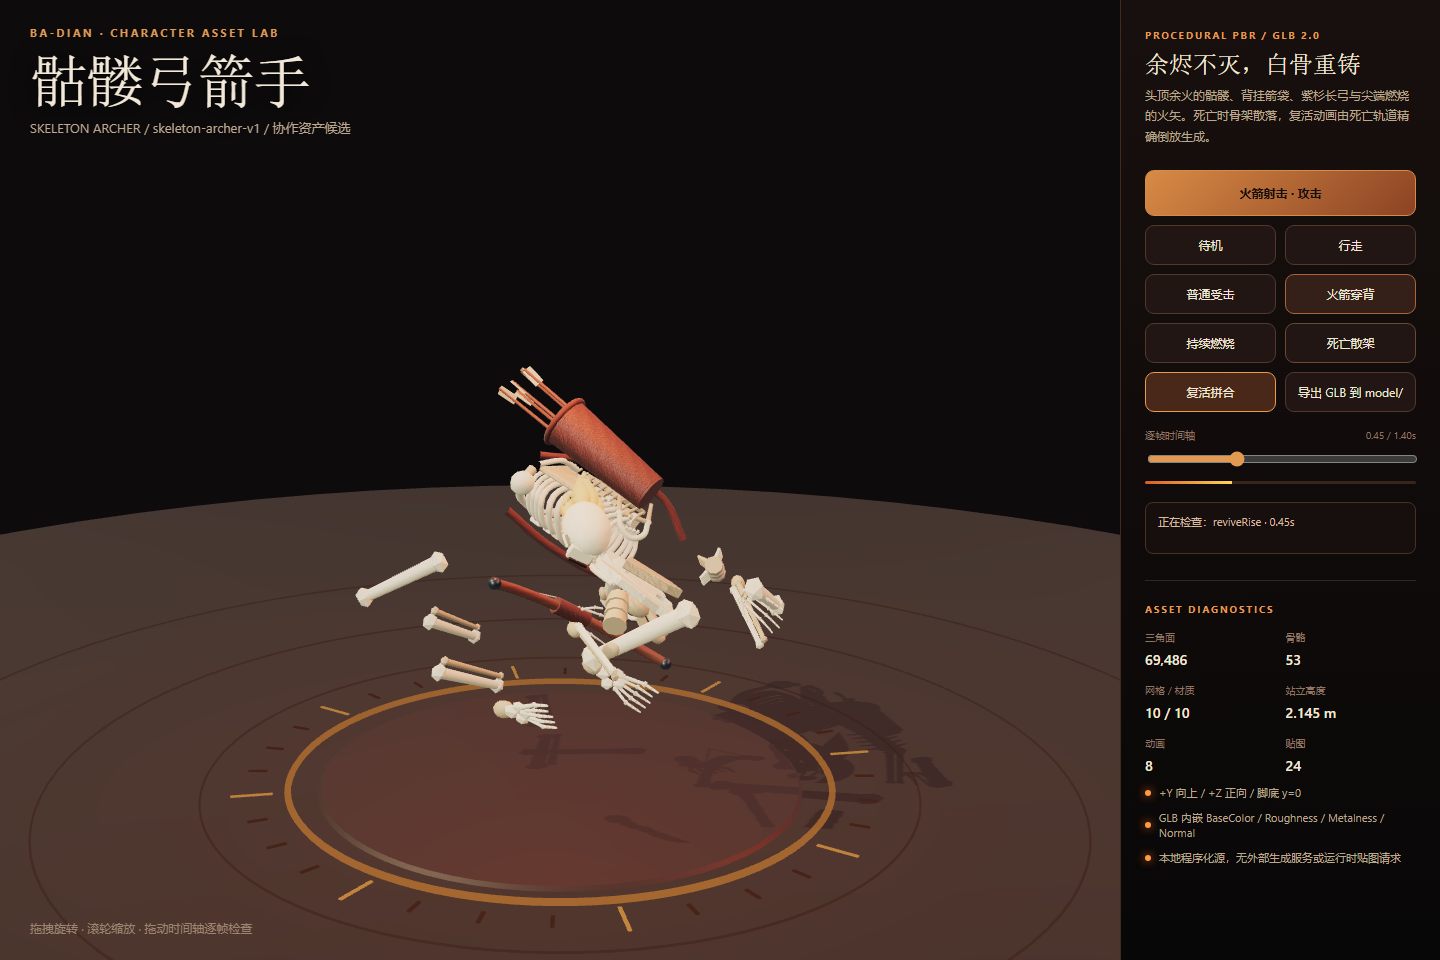 BA-DIAN · CHARACTER ASSET LAB
骷髅弓箭手
SKELETON ARCHER / skeleton-archer-v1 / 协作资产候选
拖拽旋转 · 滚轮缩放 · 拖动时间轴逐帧检查
PROCEDURAL PBR / GLB 2.0
余烬不灭，白骨重铸
头顶余火的骷髅、背挂箭袋、紫杉长弓与尖端燃烧
的火矢。死亡时骨架散落，复活动画由死亡轨道精
确倒放生成。
火箭射击 · 攻击
待机
行走
普通受击
火箭穿背
持续燃烧
死亡散架
复活拼合
导出 GLB 到 model/
逐帧时间轴
0.45 / 1.40s
正在检查：reviveRise · 0.45s
ASSET DIAGNOSTICS
三角面
骨骼
69,486
53
网格 / 材质
站立高度
10 / 10
2.145 m
动画
贴图
8
24
+Y 向上 / +Z 正向 / 脚底 y=0
GLB 内嵌 BaseColor / Roughness / Metalness /
Normal
本地程序化源，无外部生成服务或运行时贴图请求